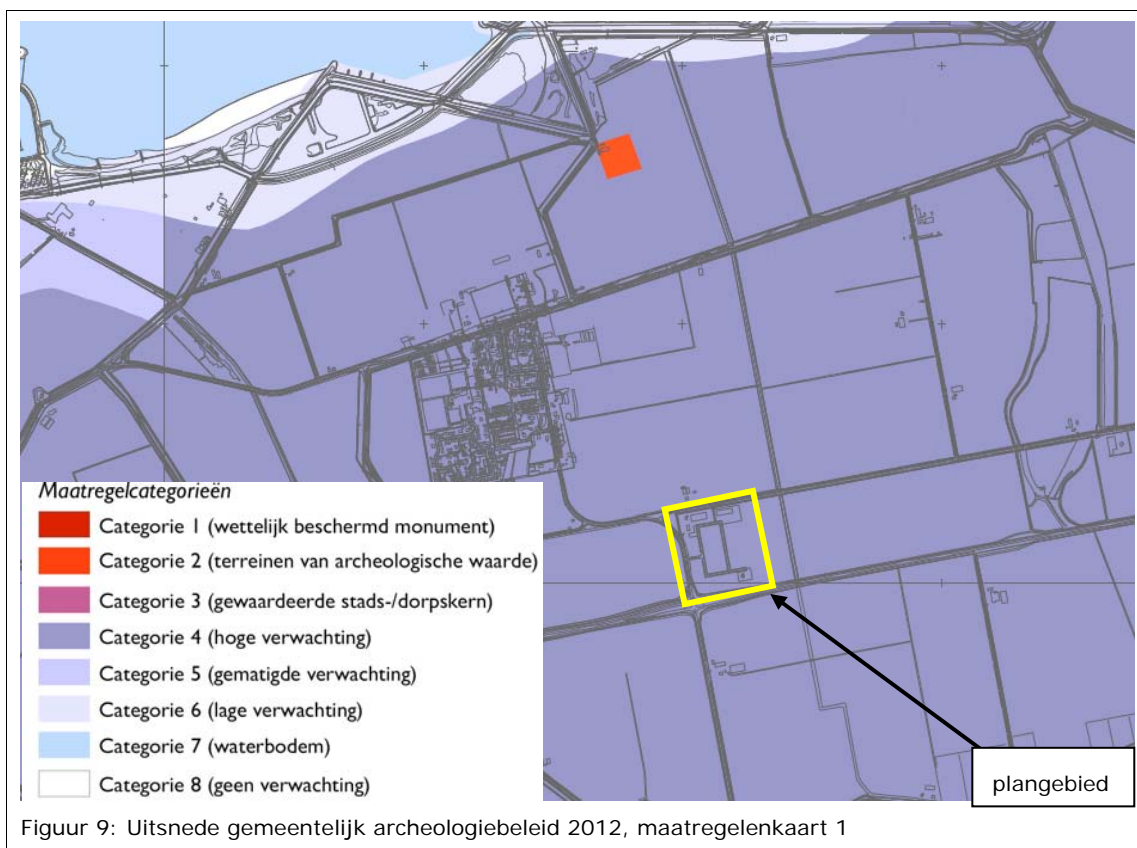 Maatregelcategorieën
Categorie 1 (wettelijk beschermd monument)
Categorie 2 (terreinen van archeologische waarde)
Categorie 3 (gewaardeerde stads-/dorpskern)
Categorie 4 (hoge verwachting)
Categorie 5 (gematigde verwachting)
Categorie 6 (lage verwachting)
Categorie 7 (waterbodem)
Categorie 8 (geen verwachting)
plangebied
Figuur 9: Uitsnede gemeentelijk archeologiebeleid 2012, maatregelenkaart 1